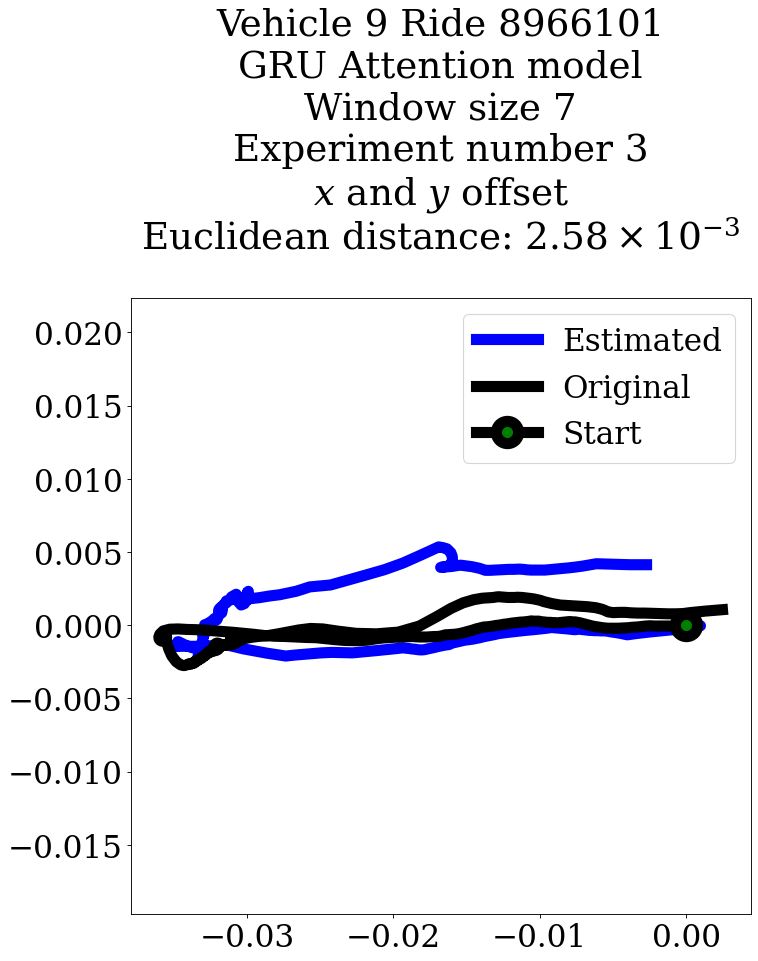 Vehicle 9 Ride 8966101
GRU Attention model
Window size 7
Experiment number 3
x and y offset
Euclidean distance: 2.58 × 10⁻³
Estimated
Original
Start
0.020
0.015
0.010
0.005
0.000
−0.005
−0.010
−0.015
−0.03 −0.02 −0.01 0.00